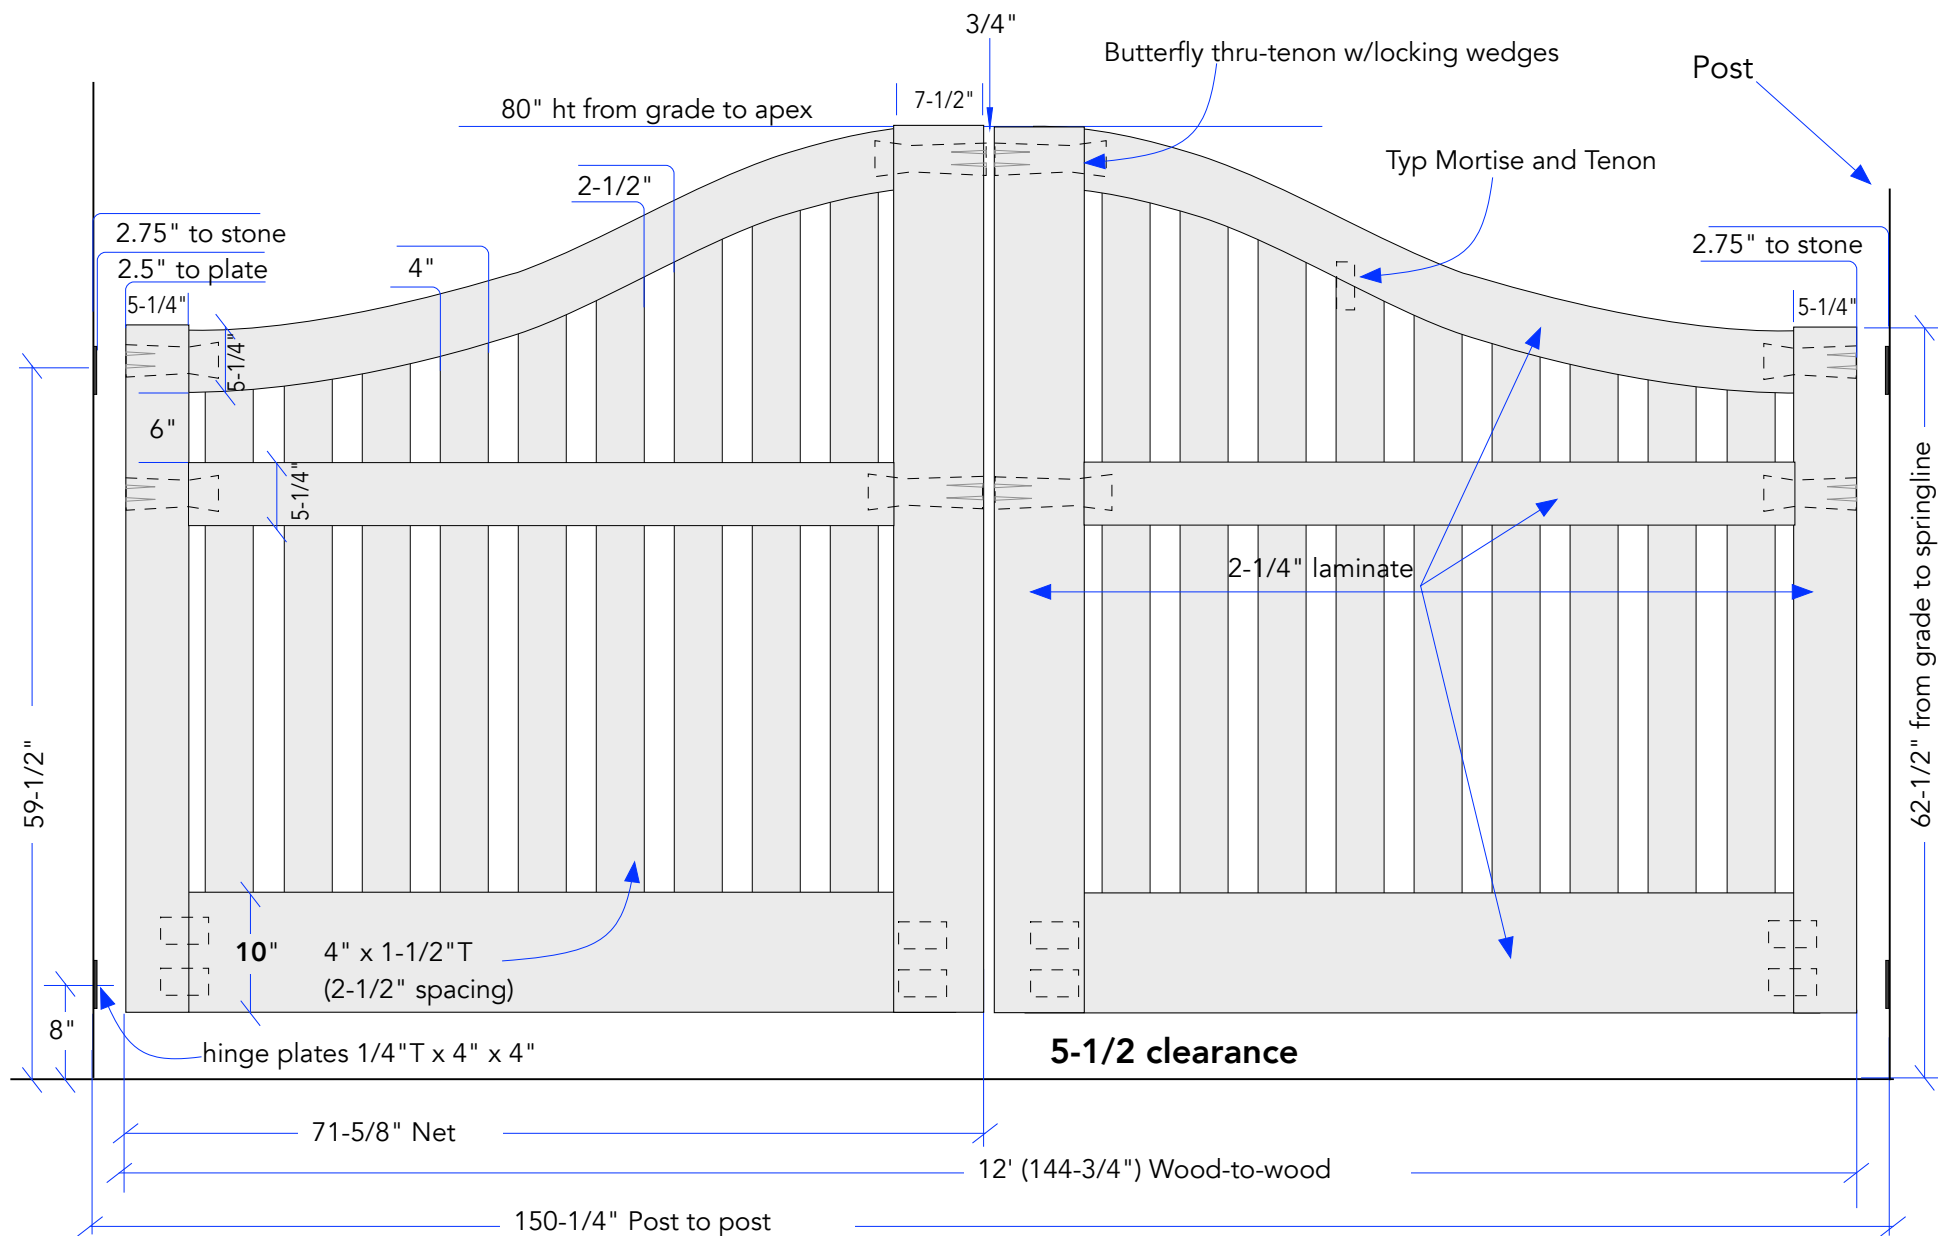 3/4"
Butterfly thru-tenon w/locking wedges
Post
80" ht from grade to apex
7-1/2"
Typ Mortise and Tenon
2-1/2"
2.75" to stone
2.75" to stone
2.5" to plate
4"
5-1/4"
5-1/4"
5-1/4"
6"
5-1/4"
2-1/4" laminate
62-1/2" from grade to springline
59-1/2"
10"
4" x 1-1/2"T
(2-1/2" spacing)
8"
hinge plates 1/4"T x 4" x 4"
5-1/2 clearance
71-5/8" Net
12' (144-3/4") Wood-to-wood
150-1/4" Post to post